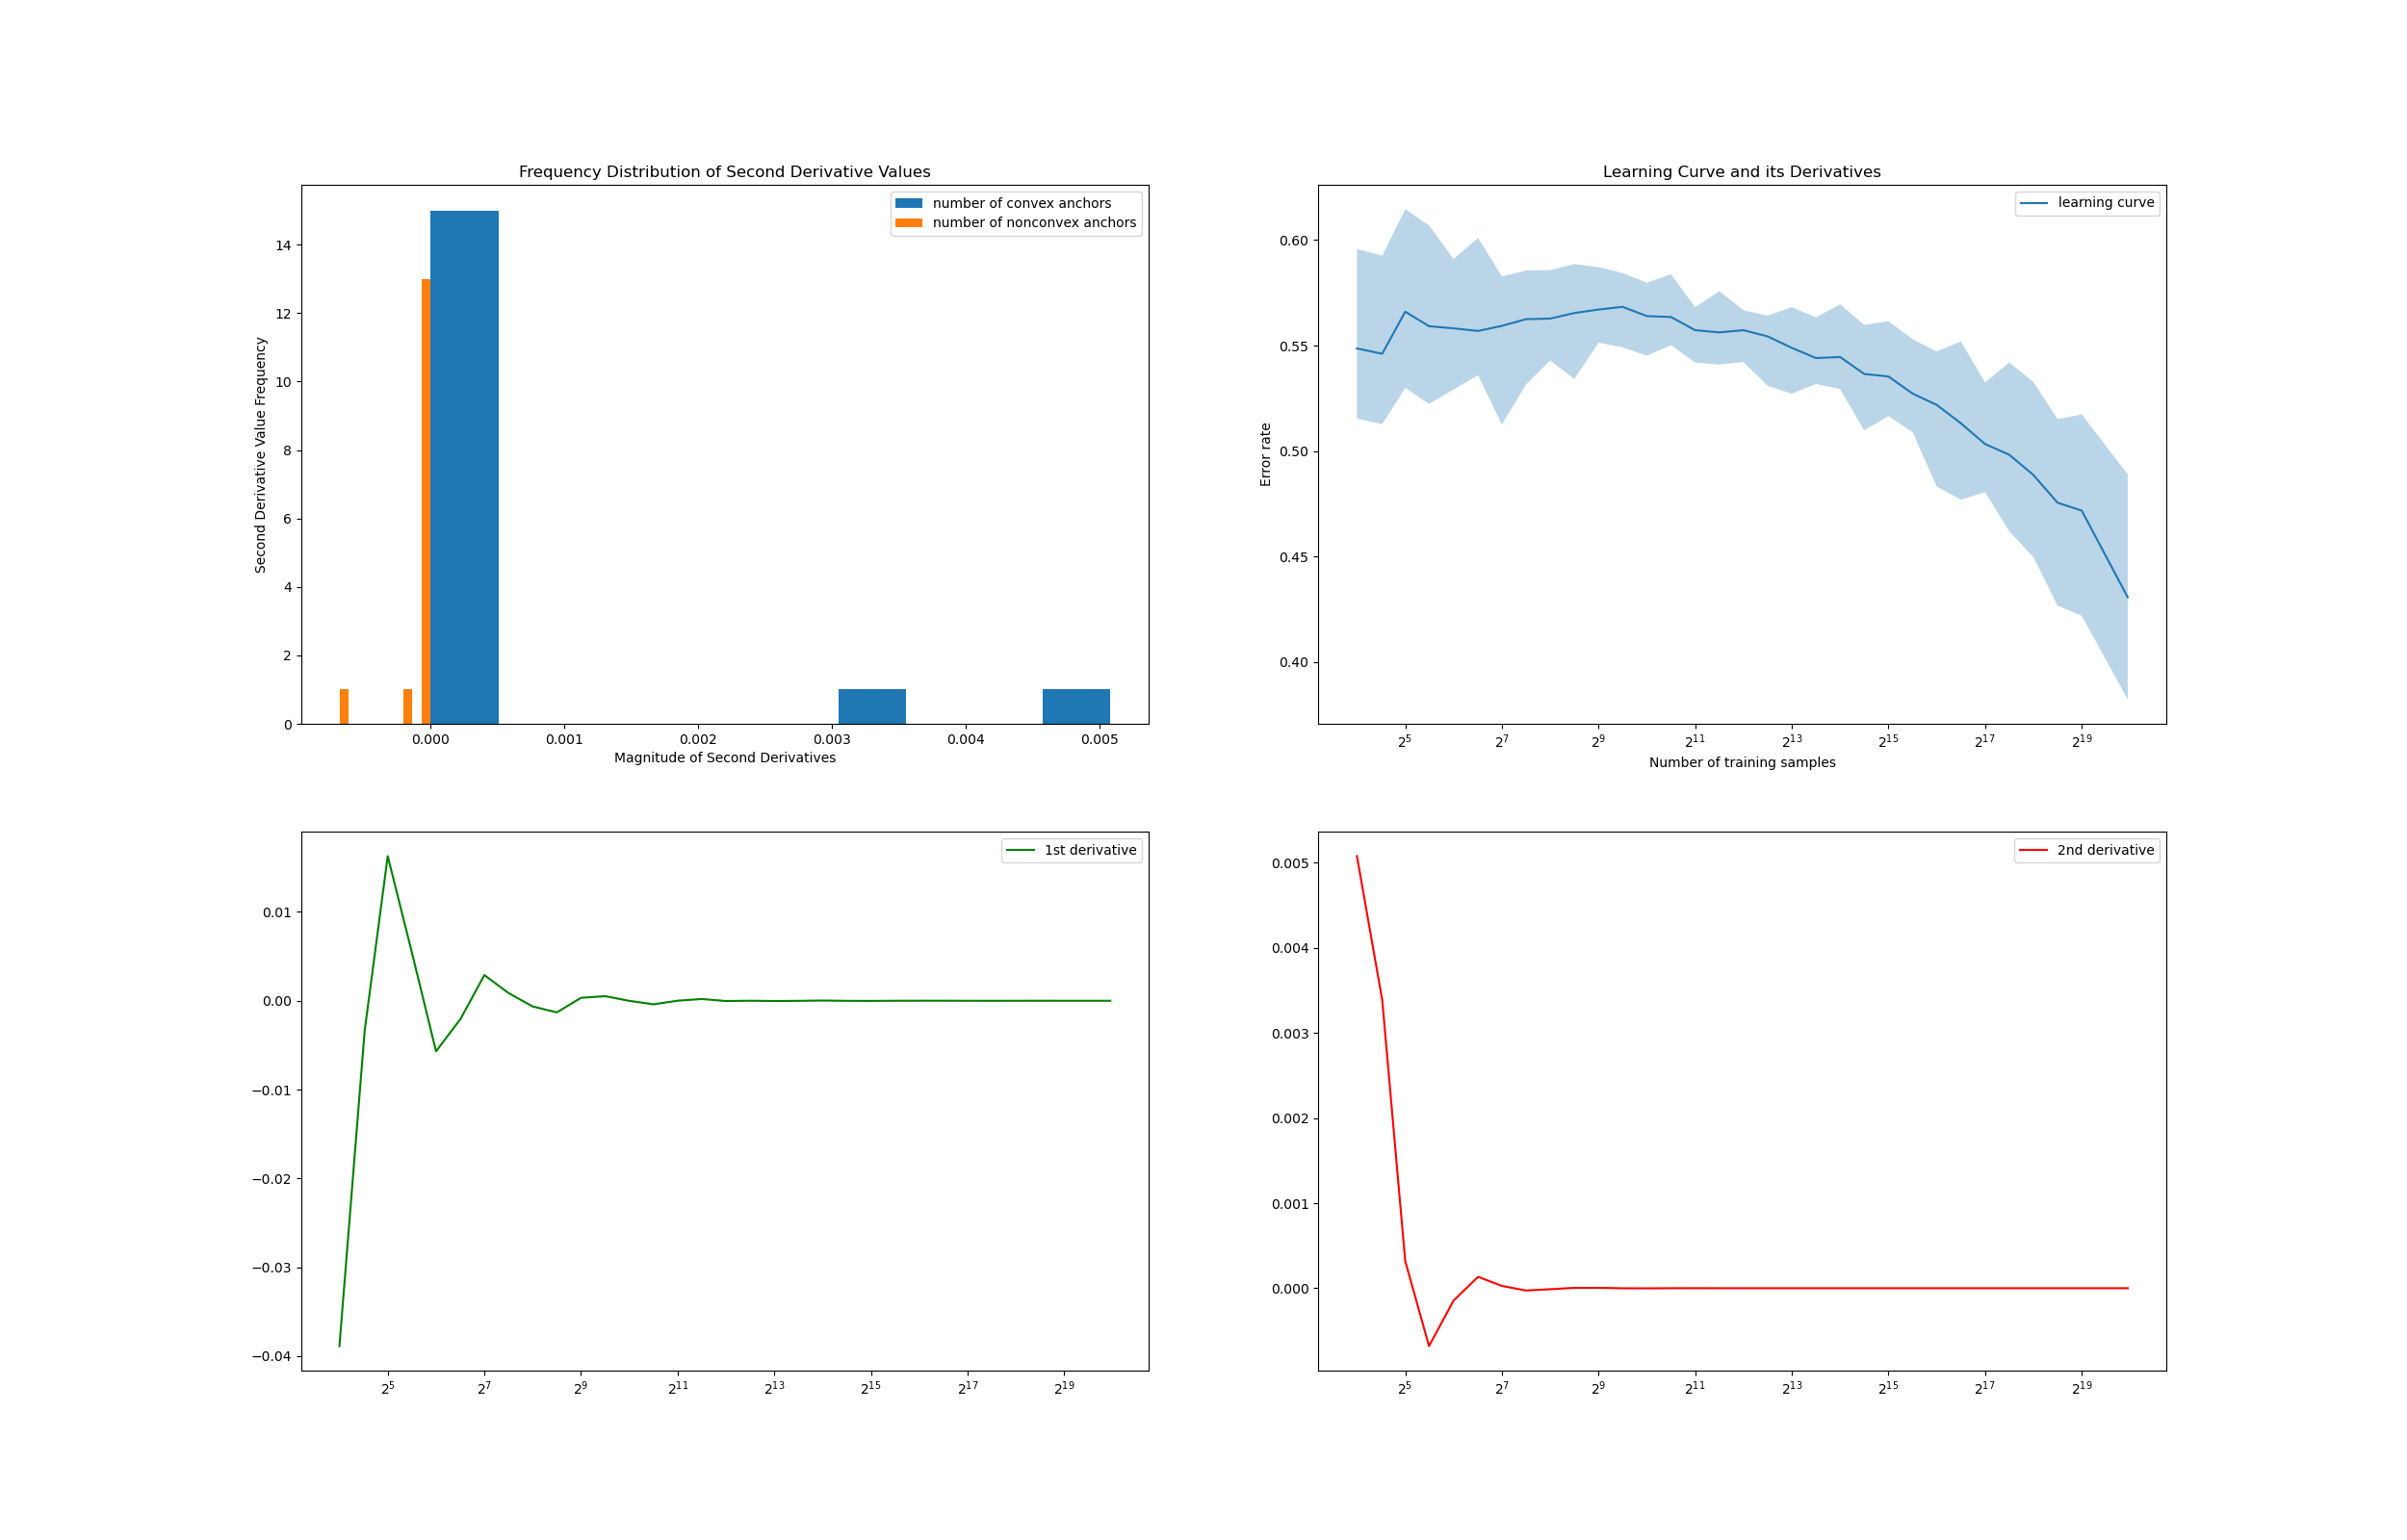 Frequency Distribution of Second Derivative Values
number of convex anchors
number of nonconvex anchors
Second Derivative Value Frequency
14
12
10
8
6
4
2
0
0.000 0.001 0.002 0.003 0.004 0.005
Magnitude of Second Derivatives
Learning Curve and its Derivatives
learning curve
Error rate
0.60
0.55
0.50
0.45
0.40
2^5 2^7 2^9 2^11 2^13 2^15 2^17 2^19
Number of training samples
1st derivative
0.01
0.00
−0.01
−0.02
−0.03
−0.04
2^5 2^7 2^9 2^11 2^13 2^15 2^17 2^19
2nd derivative
0.005
0.004
0.003
0.002
0.001
0.000
2^5 2^7 2^9 2^11 2^13 2^15 2^17 2^19